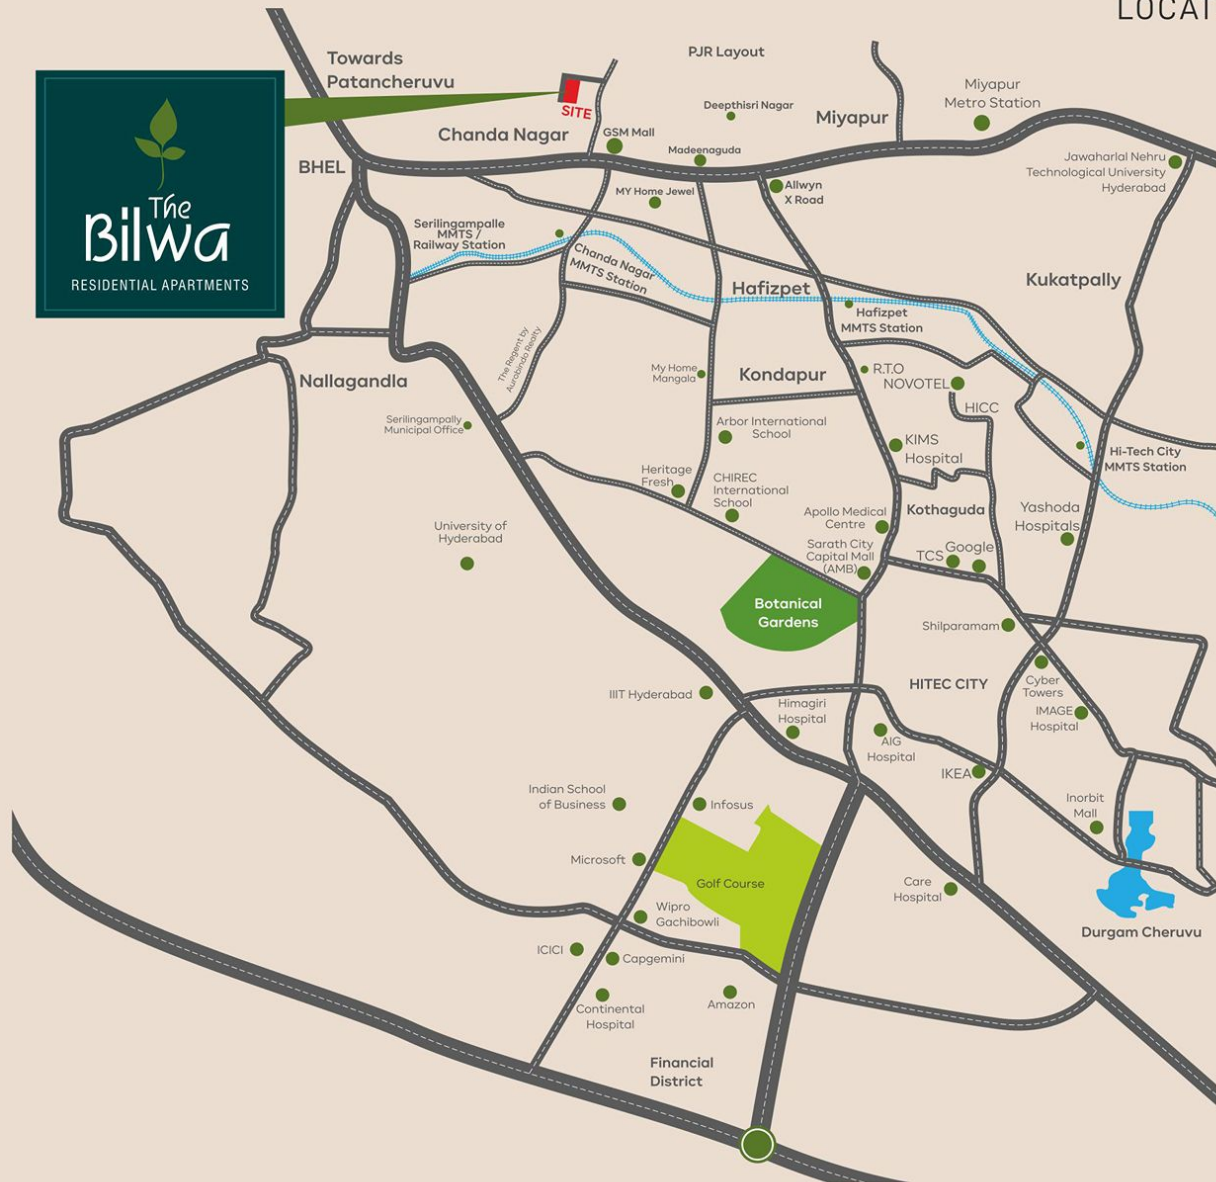 LOCAT
Towards
Patancheruvu
PJR Layout
Miyapur
Metro Station
Deepthisri Nagar
Miyapur
SITE
Chanda Nagar
GSM Mall
Madeenaguda
BHEL
Jawaharlal Nehru
Technological University
Hyderabad
The
Bilwa
RESIDENTIAL APARTMENTS
MY Home Jewel
Allwyn
X Road
Serilingampalle
MMTS /
Railway Station
Chanda Nagar
MMTS Station
Hafizpet
Kukatpally
Hafizpet
MMTS Station
The Regent by
Aurobindo Realty
Nallagandla
My Home
Mangala
Kondapur
R.T.O
NOVOTEL
HICC
Serilingampally
Municipal Office
Arbor International
School
KIMS
Hospital
Hi-Tech City
MMTS Station
Heritage
Fresh
CHIREC
International
School
Apollo Medical
Centre
Kothaguda
Yashoda
Hospitals
University of
Hyderabad
Sarath City
Capital Mall
(AMB)
TCS
Google
Botanical
Gardens
Shilparamam
IIIT Hyderabad
Himagiri
Hospital
HITEC CITY
Cyber
Towers
IMAGE
Hospital
AIG
Hospital
IKEA
Indian School
of Business
Infosus
Inorbit
Mall
Microsoft
Golf Course
Care
Hospital
Wipro
Gachibowli
Durgam Cheruvu
ICICI
Capgemini
Continental
Hospital
Amazon
Financial
District